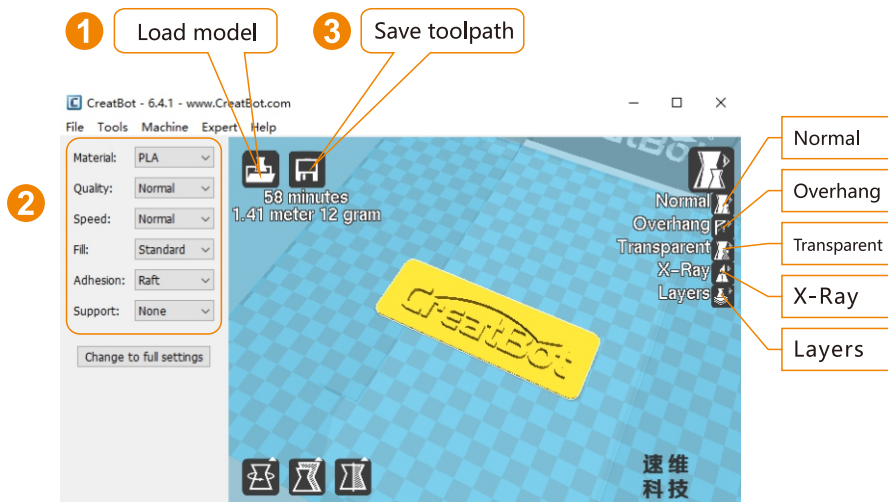 1 Load model
3 Save toolpath
CreatBot - 6.4.1 - www.CreatBot.com
File Tools Machine Expert Help
2
Material: PLA
Quality: Normal
Speed: Normal
Fill: Standard
Adhesion: Raft
Support: None
Change to full settings
58 minutes
1.41 meter 12 gram
Normal
Overhang
Transparent
X-Ray
Layers
Normal
Overhang
Transparent
X-Ray
Layers
CreatBot
速维
科技